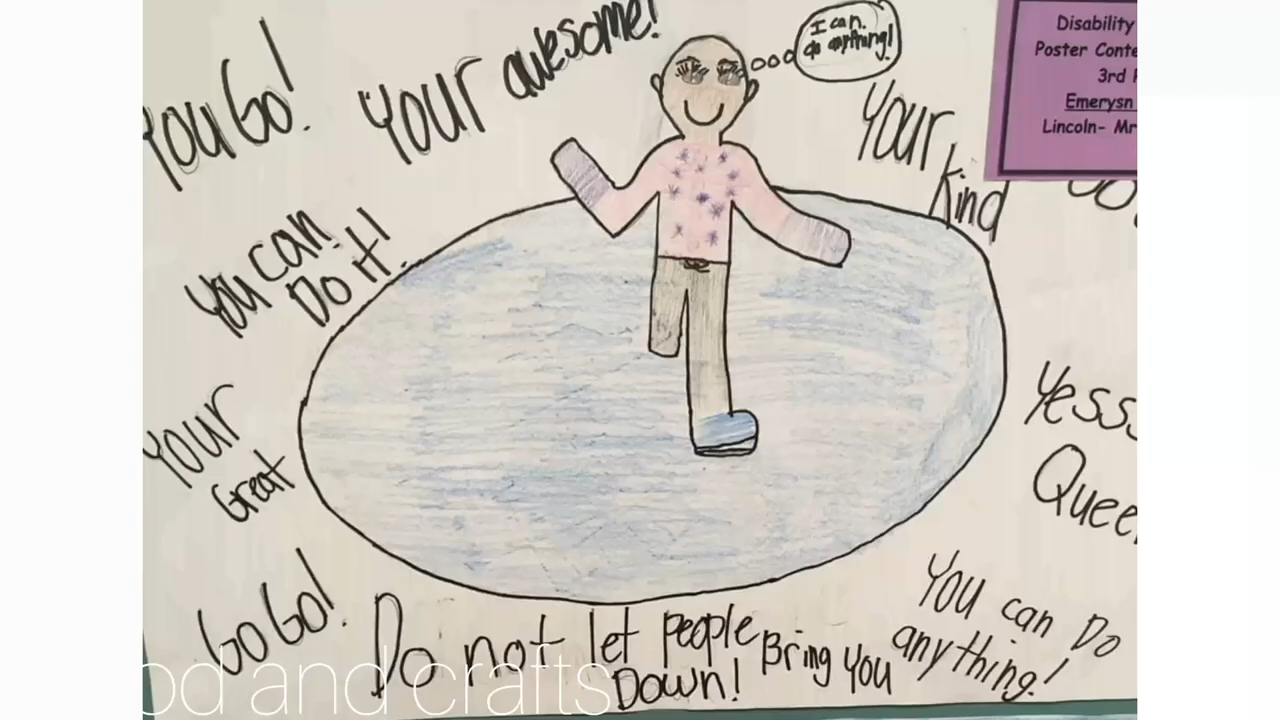 You Go!
Your awesome!
I can
do anything!
Disability
Poster Conte
3rd
Emerysn
Lincoln- Mr
Your
Kind
You can
Do it!
Your
Great
Yesss
Quee
Go Go!
Do not let people Bring You
Down!
You can Do
anything!
od and crafts